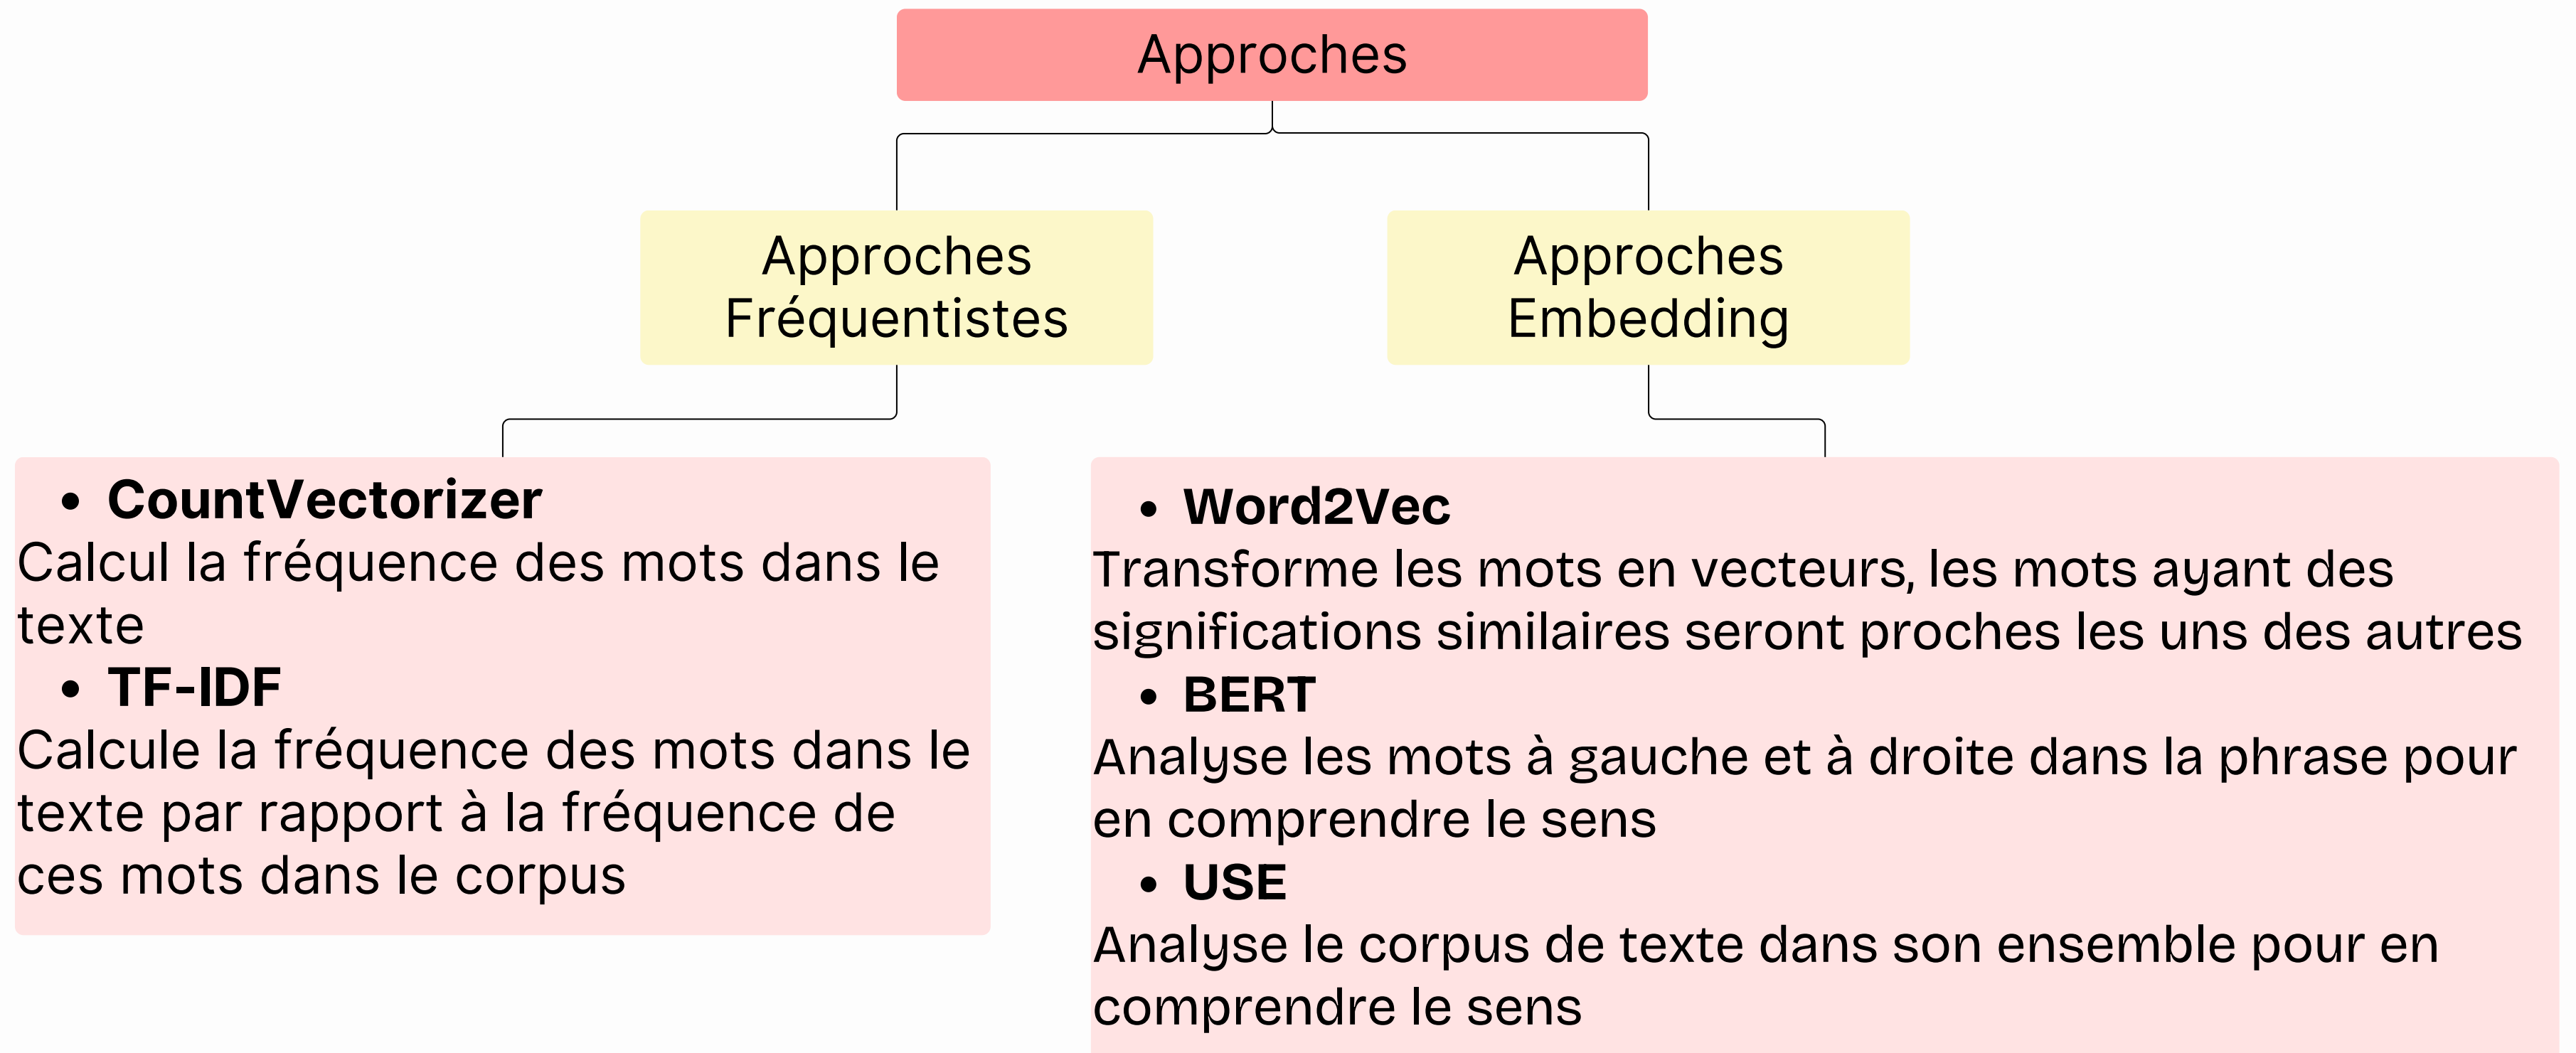 Approches
Approches
Fréquentistes
Approches
Embedding
• CountVectorizer
Calcul la fréquence des mots dans le
texte
• TF-IDF
Calcule la fréquence des mots dans le
texte par rapport à la fréquence de
ces mots dans le corpus
• Word2Vec
Transforme les mots en vecteurs, les mots ayant des
significations similaires seront proches les uns des autres
• BERT
Analyse les mots à gauche et à droite dans la phrase pour
en comprendre le sens
• USE
Analyse le corpus de texte dans son ensemble pour en
comprendre le sens